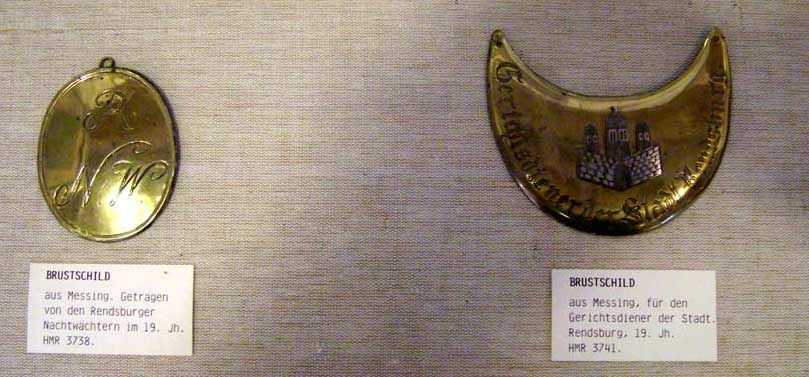 R
N W
BRUSTSCHILD
aus Messing. Getragen
von den Rendsburger
Nachtwächtern im 19. Jh.
HMR 3738.
Gerichtsdiener der Stadt Rendsburg
BRUSTSCHILD
aus Messing, für den
Gerichtsdiener der Stadt.
Rendsburg, 19. Jh.
HMR 3741.